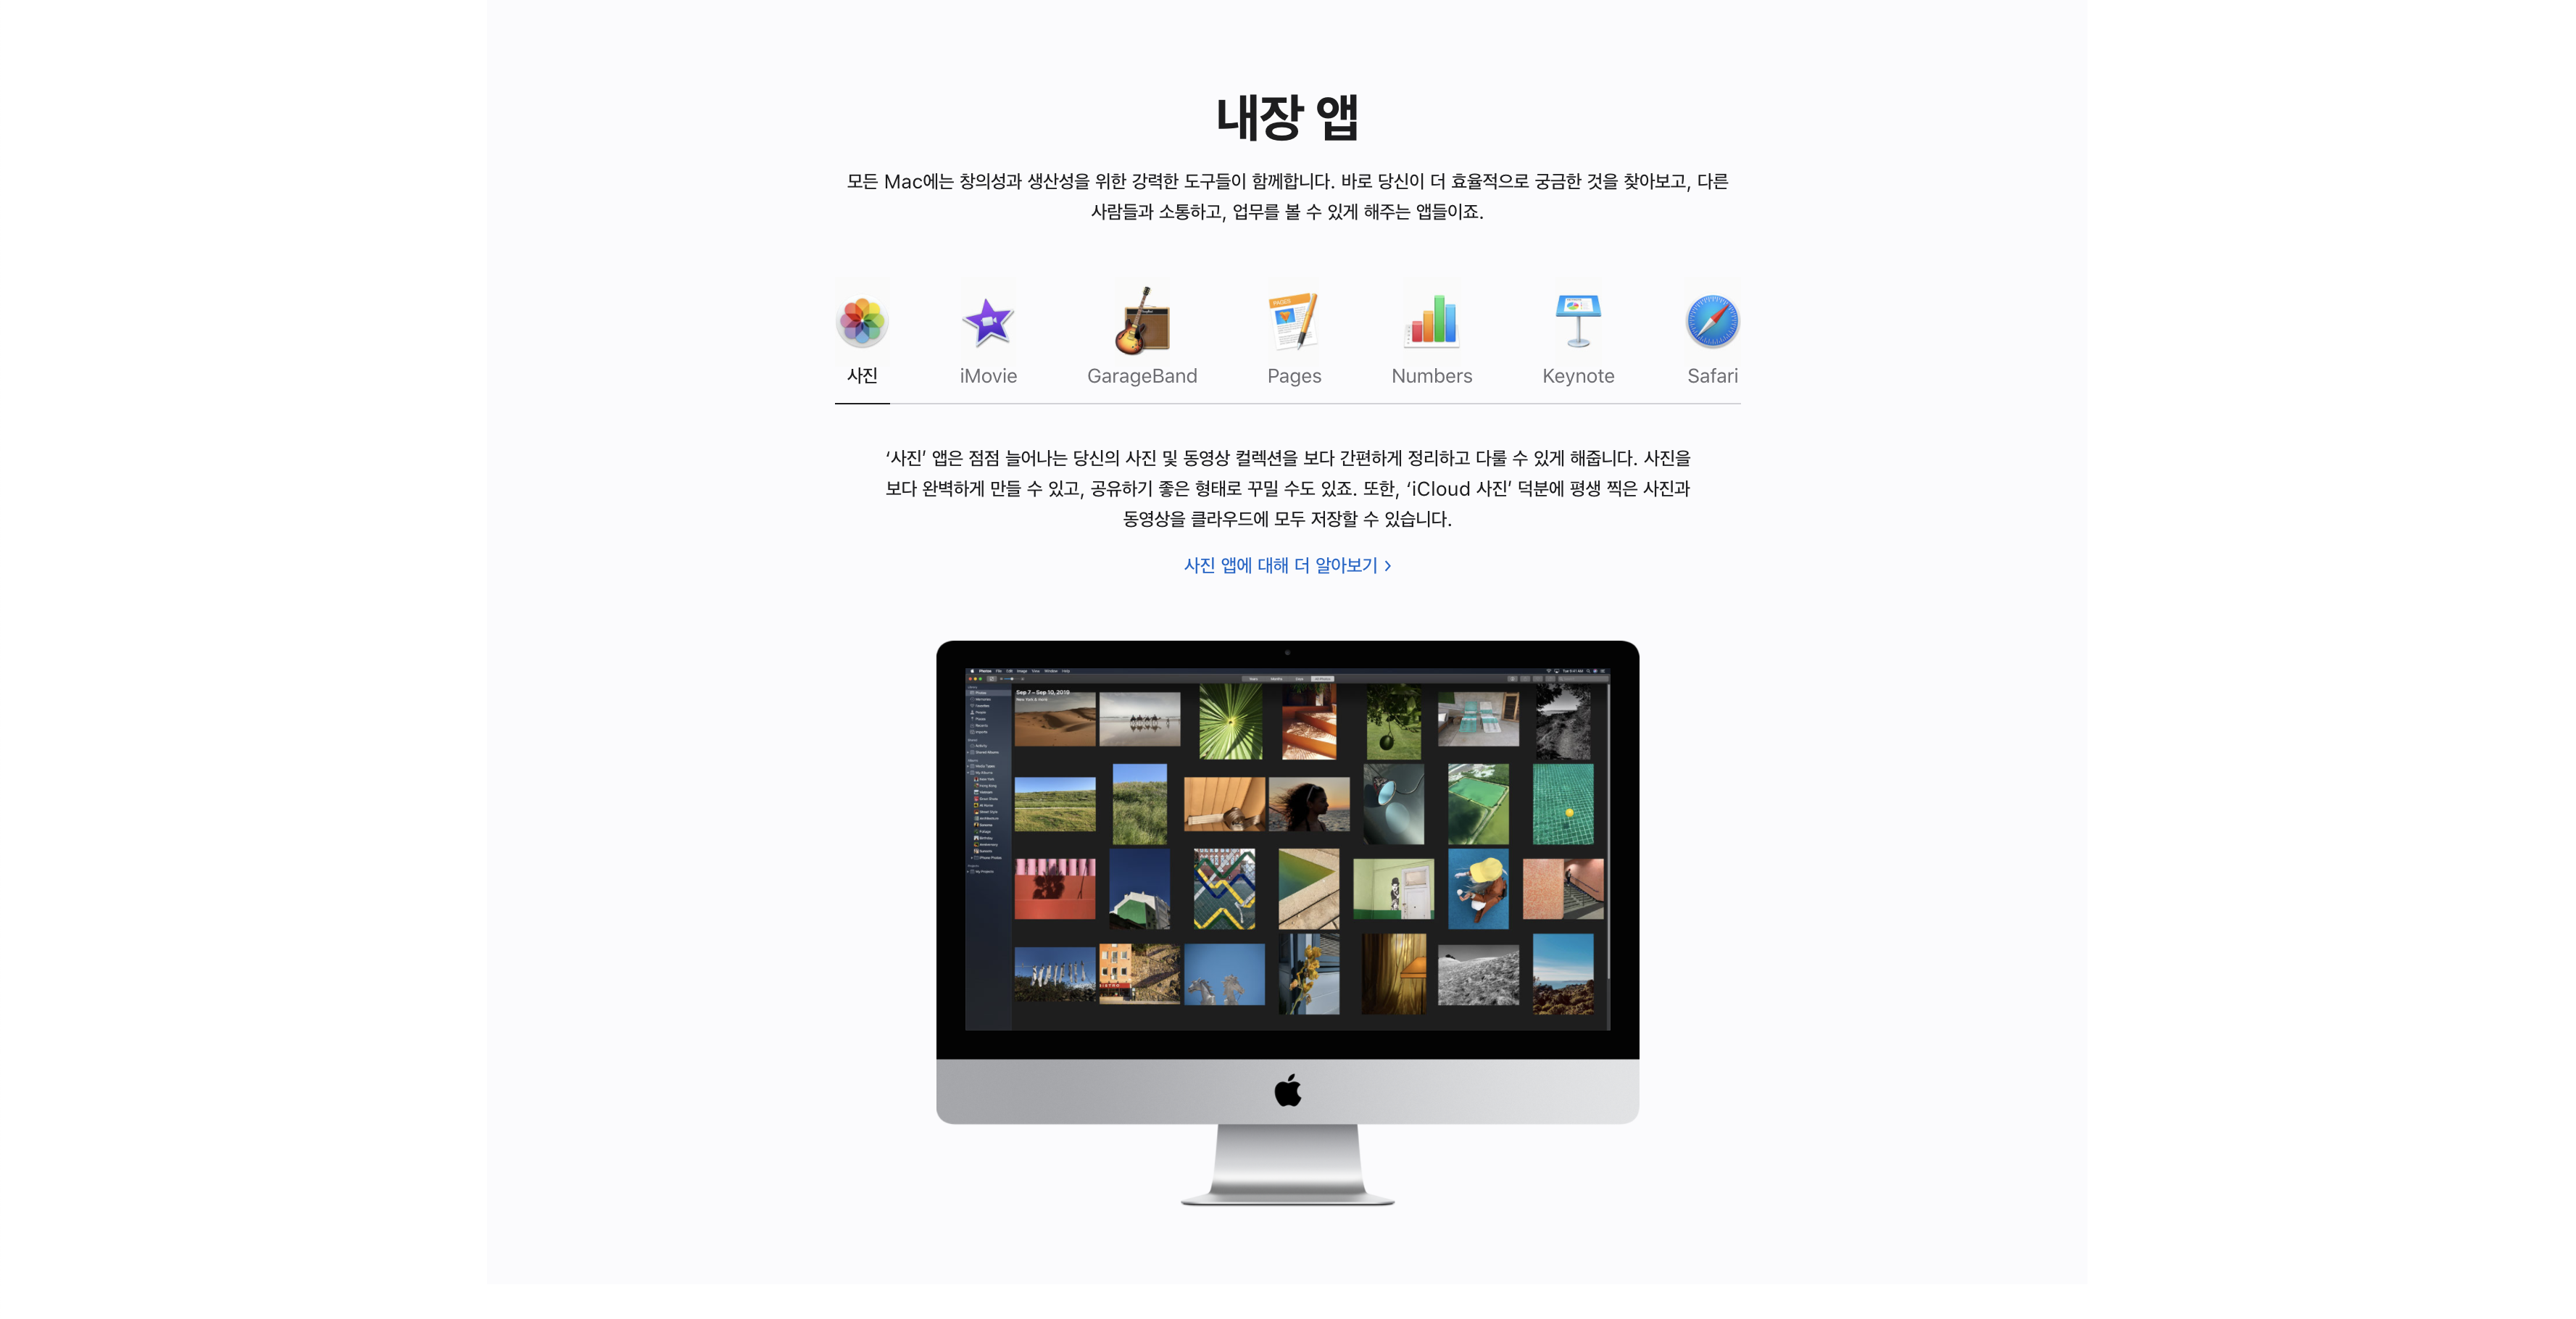 내장 앱
모든 Mac에는 창의성과 생산성을 위한 강력한 도구들이 함께합니다. 바로 당신이 더 효율적으로 궁금한 것을 찾아보고, 다른
사람들과 소통하고, 업무를 볼 수 있게 해주는 앱들이죠.
PAGES
사진 iMovie GarageBand Pages Numbers Keynote Safari
‘사진’ 앱은 점점 늘어나는 당신의 사진 및 동영상 컬렉션을 보다 간편하게 정리하고 다룰 수 있게 해줍니다. 사진을
보다 완벽하게 만들 수 있고, 공유하기 좋은 형태로 꾸밀 수도 있죠. 또한, ‘iCloud 사진’ 덕분에 평생 찍은 사진과
동영상을 클라우드에 모두 저장할 수 있습니다.
사진 앱에 대해 더 알아보기 >
Photos File Edit Image View Window Help
Sep 7 – Sep 10, 2019